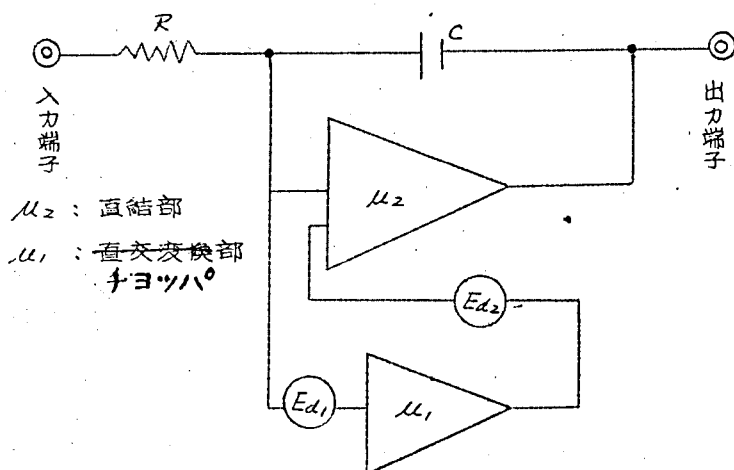 R
C
入力端子
出力端子
μ2
μ2 : 直結部
μ1 : 直交変換部
チヨツパ
Ed2
Ed1
μ1